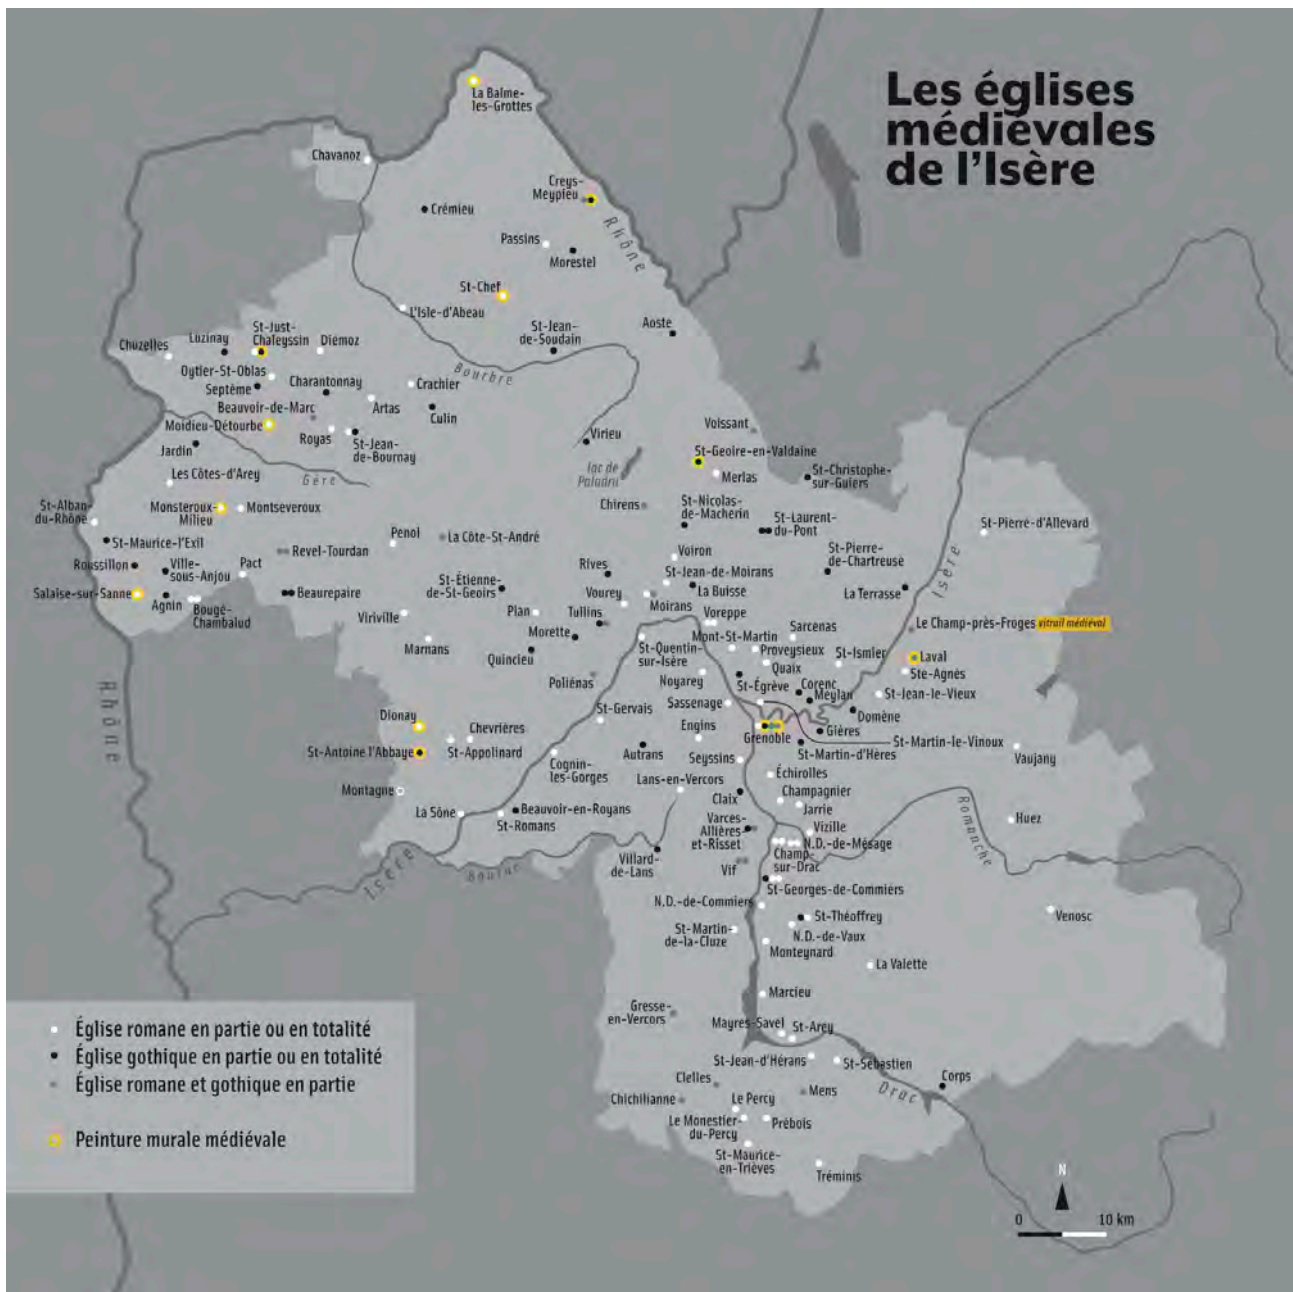 Les églises
médiévales
de l'Isère
La Balme-
les-Grottes
Chavanoz
Creys-
Meypieu
Crémieu
Rhône
Passins
Morestel
St-Chef
L'Isle-d'Abeau
St-Jean-
de-Soudain
Aoste
Bourbre
Chuzelles
Luzinay
St-Just-
Chaleyssin
Diémoz
Oytier-St-Oblas
Septème
Charantonnay
Crachier
Artas
Culin
Beauvoir-de-Marc
Moidieu-Détourbe
Royas
St-Jean-
de-Bournay
Jardin
Virieu
Voissant
St-Geoire-en-Valdaine
Merlas
St-Christophe-
sur-Guiers
lac de
Paladru
Les Côtes-d'Arey
Gère
St-Alban-
du-Rhône
Monsteroux-
Milieu
Montseveroux
Chirens
St-Nicolas-
de-Macherin
St-Laurent-
du-Pont
St-Pierre-d'Allevard
St-Maurice-l'Exil
Penol
La Côte-St-André
Revel-Tourdan
Roussillon
Ville-
sous-Anjou
Pact
Rives
Voiron
St-Pierre-
de-Chartreuse
Isère
Salaise-sur-Sanne
Agnin
Bougé-
Chambalud
Beaurepaire
St-Étienne-
de-St-Geoirs
Vourey
St-Jean-de-Moirans
La Buisse
Moirans
La Terrasse
Viriville
Plan
Tullins
Voreppe
Le Champ-près-Froges
vitrail médiéval
Marnans
Morette
Quincieu
St-Quentin-
sur-Isère
Mont-St-Martin
Sarcenas
Proveysieux
Quaix
St-Ismier
Laval
Ste-Agnès
Rhône
Poliénas
Noyarey
St-Égrève
Corenc
Meylan
St-Jean-le-Vieux
Sassenage
Domène
Dionay
Chevrières
St-Gervais
Engins
Grenoble
Gières
St-Martin-le-Vinoux
St-Antoine l'Abbaye
St-Appolinard
Cognin-
les-Gorges
Autrans
Seyssins
St-Martin-d'Hères
Vaujany
Montagne
Lans-en-Vercors
Échirolles
La Sône
St-Romans
Beauvoir-en-Royans
Claix
Champagnier
Jarrie
Romanche
Huez
Varces-
Allières-
et-Risset
Vizille
N.D.-de-Mésage
Isère
Bourne
Villard-
de-Lans
Vif
Champ-
sur-Drac
St-Georges-de-Commiers
N.D.-de-Commiers
St-Théoffrey
Venosc
St-Martin-
de-la-Cluze
N.D.-de-Vaux
Monteynard
La Valette
Marcieu
Gresse-
en-Vercors
Mayres-Savel
St-Arey
St-Jean-d'Hérans
St-Sébastien
Clelles
Mens
Drac
Corps
Chichilianne
Le Percy
Le Monestier-
du-Percy
Prébois
St-Maurice-
en-Trièves
Tréminis
Église romane en partie ou en totalité
Église gothique en partie ou en totalité
Église romane et gothique en partie
Peinture murale médiévale
N
0 10 km